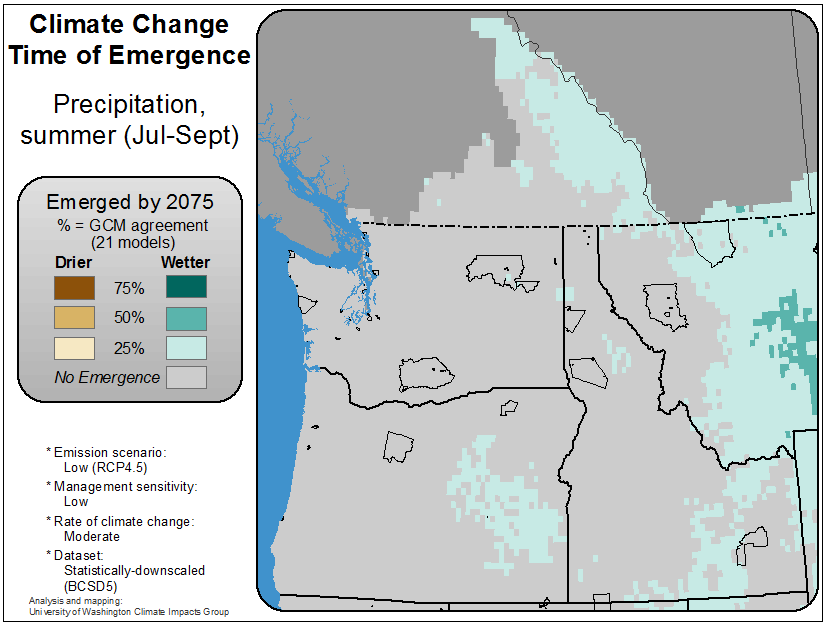 Climate Change
Time of Emergence
Precipitation,
summer (Jul-Sept)
Emerged by 2075
% = GCM agreement
(21 models)
Drier Wetter
75%
50%
25%
No Emergence
* Emission scenario:
Low (RCP4.5)
* Management sensitivity:
Low
* Rate of climate change:
Moderate
* Dataset:
Statistically-downscaled
(BCSD5)
Analysis and mapping:
University of Washington Climate Impacts Group